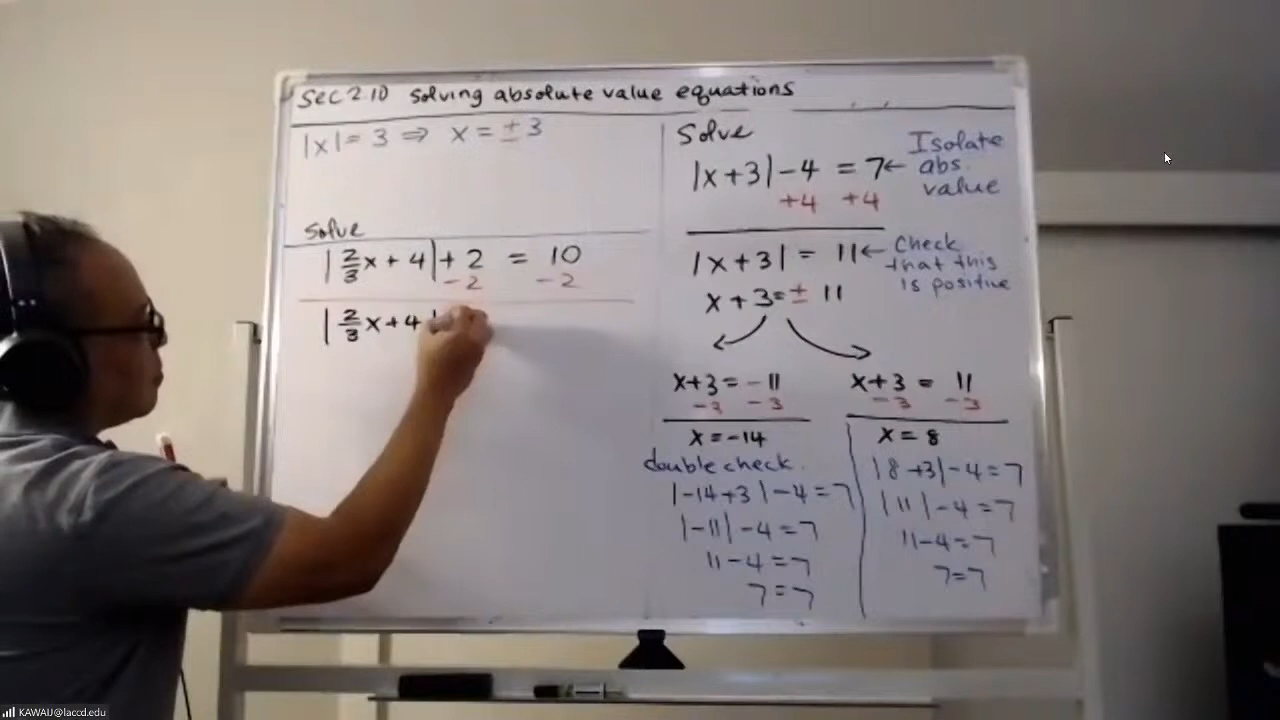 Sec 2.10 solving absolute value equations
|x| = 3 ⇒ x = ± 3
Solve
|2/3 x + 4| + 2 = 10
-2 -2
|2/3 x + 4|
Solve
|x+3| - 4 = 7 ← Isolate
abs.
value
+4 +4
|x+3| = 11 ← Check
that this
is positive
x + 3 = ± 11
x+3 = -11
-3 -3
x = -14
double check.
|-14+3| - 4 = 7
|-11| - 4 = 7
11 - 4 = 7
7 = 7
x+3 = 11
-3 -3
x = 8
|8+3| - 4 = 7
|11| - 4 = 7
11 - 4 = 7
7 = 7
KAWAIJ@laccd.edu